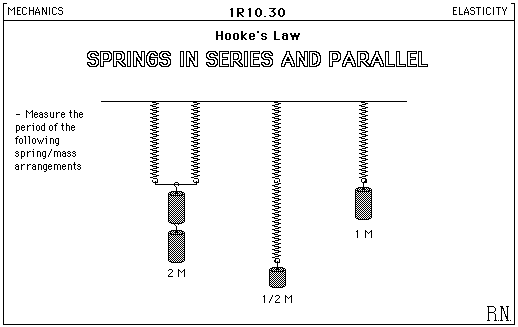 MECHANICS
1R10.30
ELASTICITY
Hooke's Law
SPRINGS IN SERIES AND PARALLEL
- Measure the
period of the
following
spring/mass
arrangements
2 M
1/2 M
1 M
R.N.